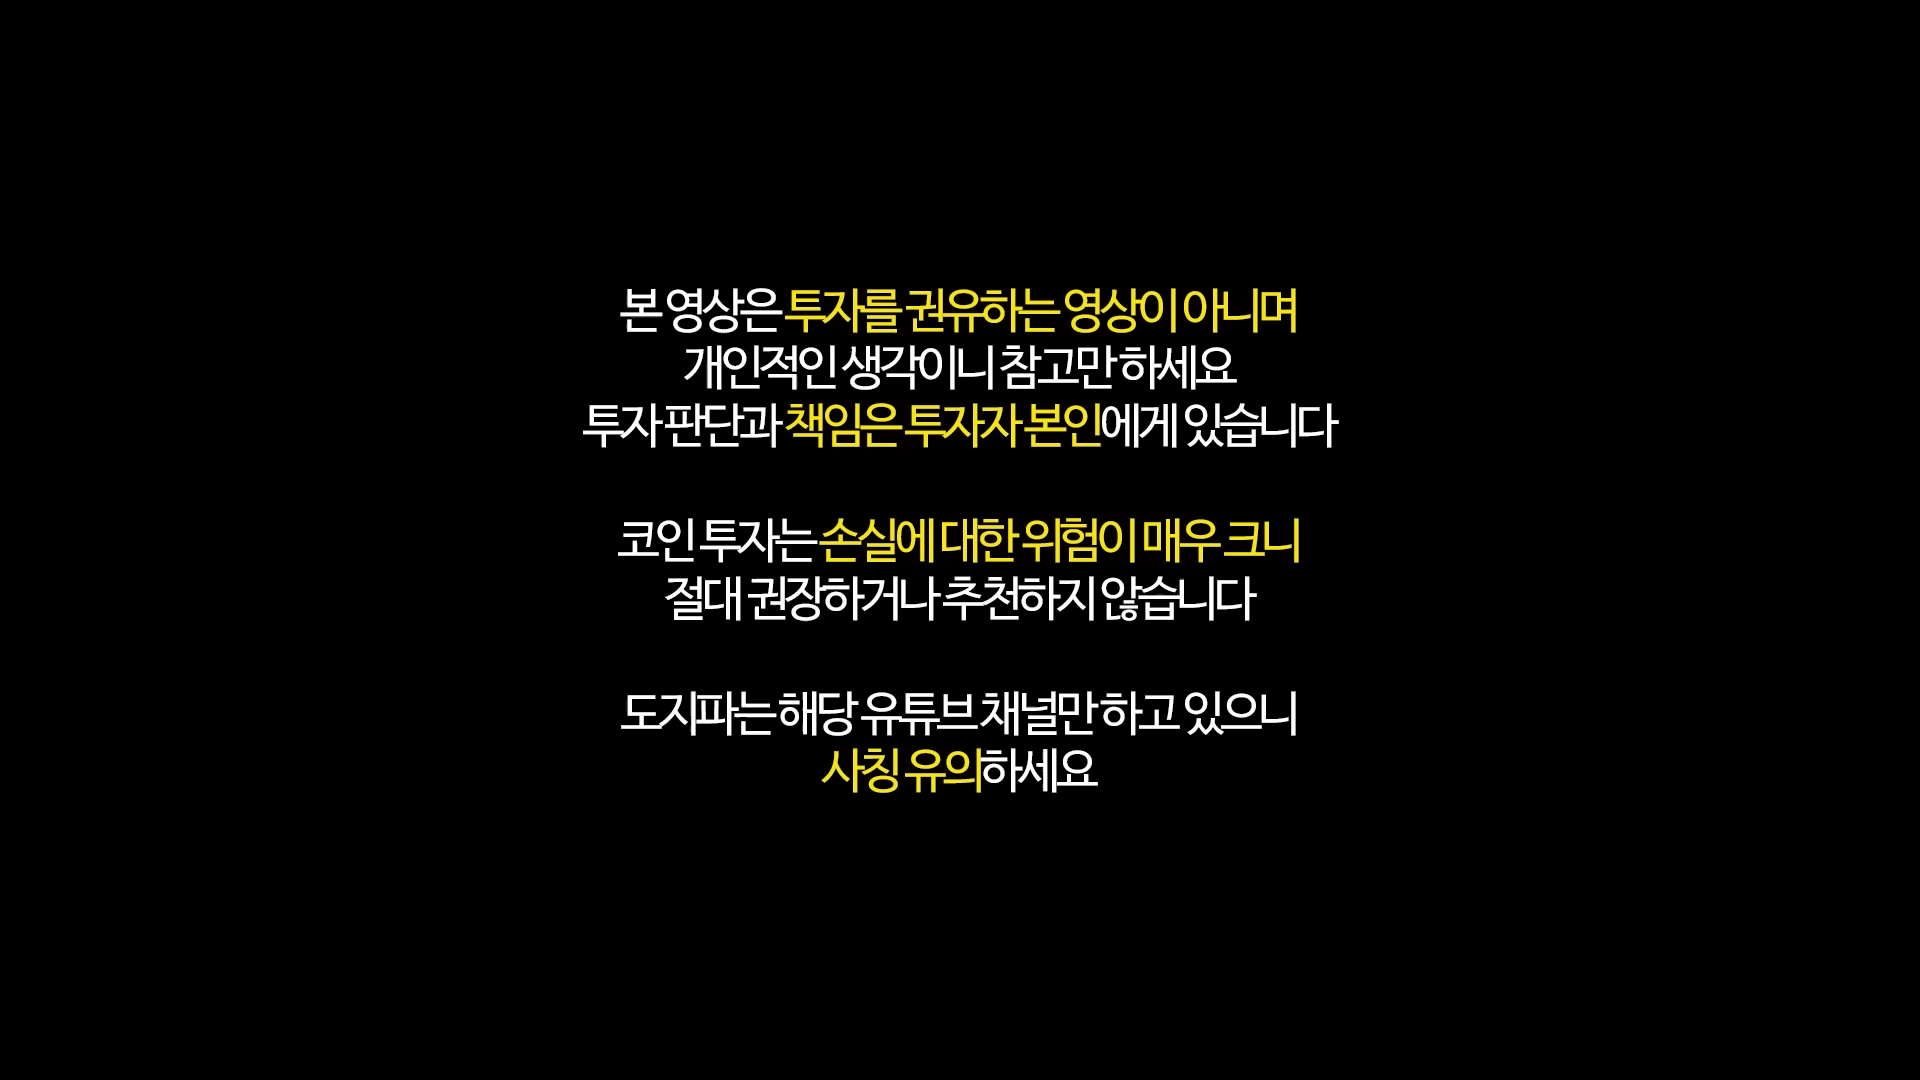 본 영상은 투자를 권유하는 영상이 아니며
개인적인 생각이니 참고만 하세요
투자 판단과 책임은 투자자 본인에게 있습니다
코인 투자는 손실에 대한 위험이 매우 크니
절대 권장하거나 추천하지 않습니다
도지파는 해당 유튜브 채널만 하고 있으니
사칭 유의하세요